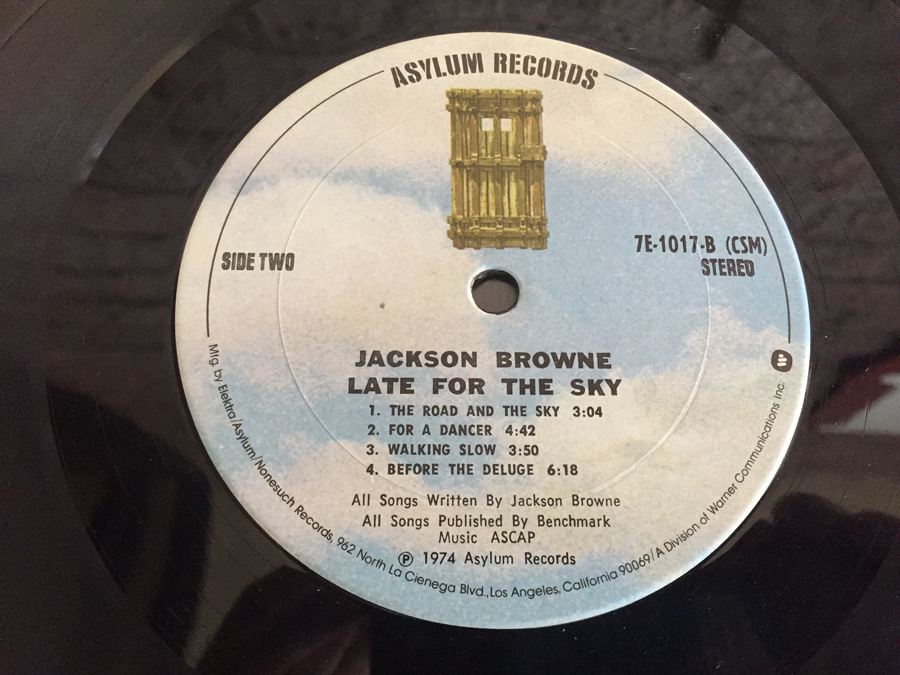 ASYLUM RECORDS
SIDE TWO
7E-1017-B (CSM)
STEREO
JACKSON BROWNE
LATE FOR THE SKY
1. THE ROAD AND THE SKY 3:04
2. FOR A DANCER 4:42
3. WALKING SLOW 3:50
4. BEFORE THE DELUGE 6:18
All Songs Written By Jackson Browne
All Songs Published By Benchmark
Music ASCAP
Ⓟ 1974 Asylum Records
Mfg by Elektra/Asylum/Nonesuch Records, 962 North La Cienega Blvd., Los Angeles, California 90069/A Division of Warner Communications Inc.